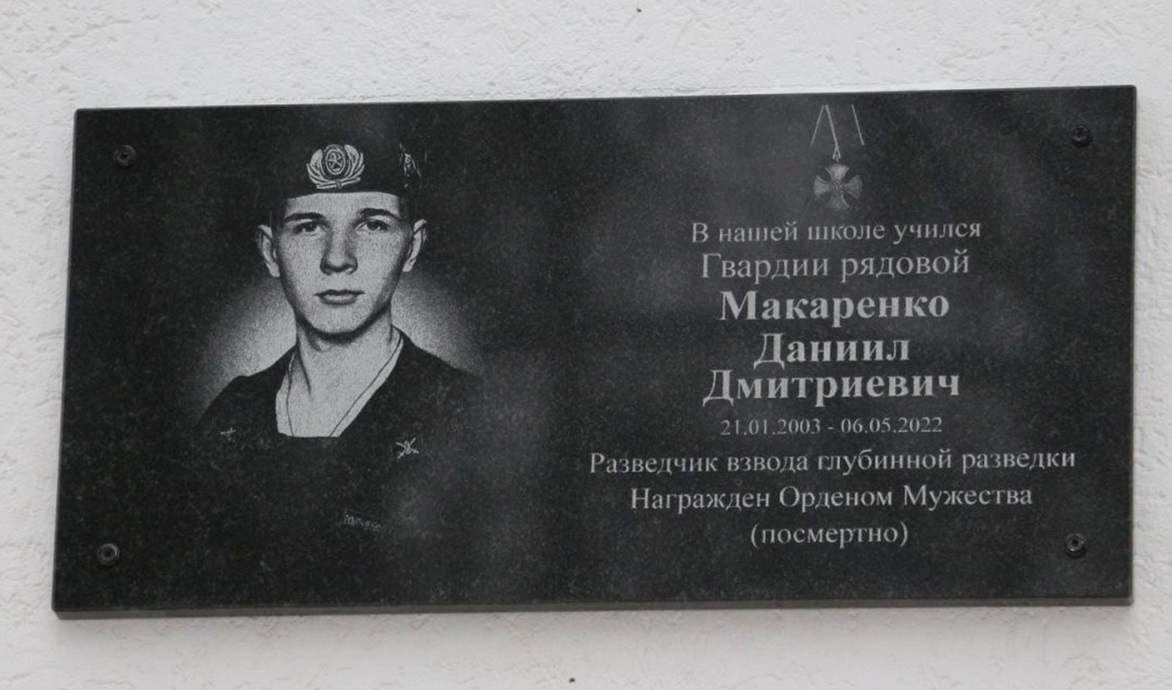 В нашей школе учился
Гвардии рядовой
Макаренко
Даниил
Дмитриевич
21.01.2003 - 06.05.2022
Разведчик взвода глубинной разведки
Награжден Орденом Мужества
(посмертно)